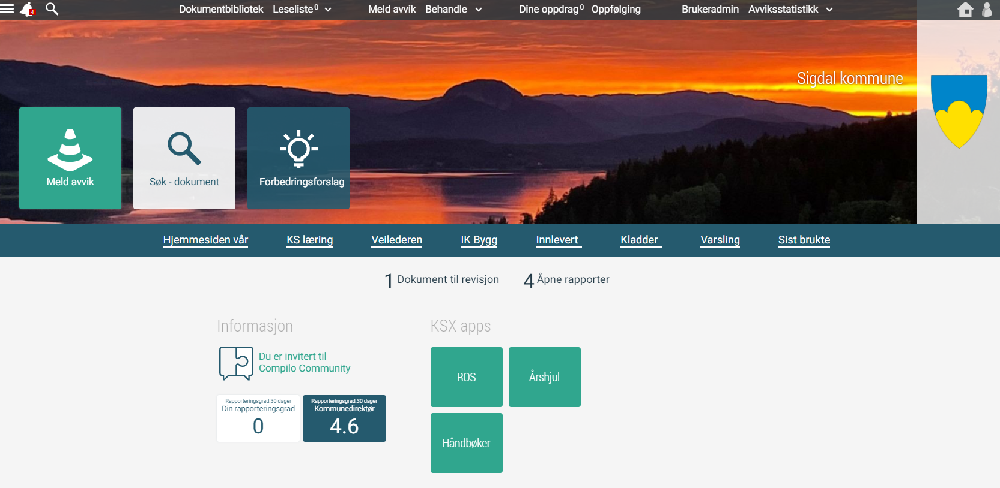 4
Dokumentbibliotek Leseliste 0 Meld avvik Behandle Dine oppdrag 0 Oppfølging Brukeradmin Avviksstatistikk
Sigdal kommune
Meld avvik
Søk - dokument
Forbedringsforslag
Hjemmesiden vår KS læring Veilederen IK Bygg Innlevert Kladder Varsling Sist brukte
1 Dokument til revisjon 4 Åpne rapporter
Informasjon
Du er invitert til
Compilo Community
Rapporteringsgrad:30 dager
Din rapporteringsgrad
0
Rapporteringsgrad:30 dager
Kommunedirektør
4.6
KSX apps
ROS
Årshjul
Håndbøker